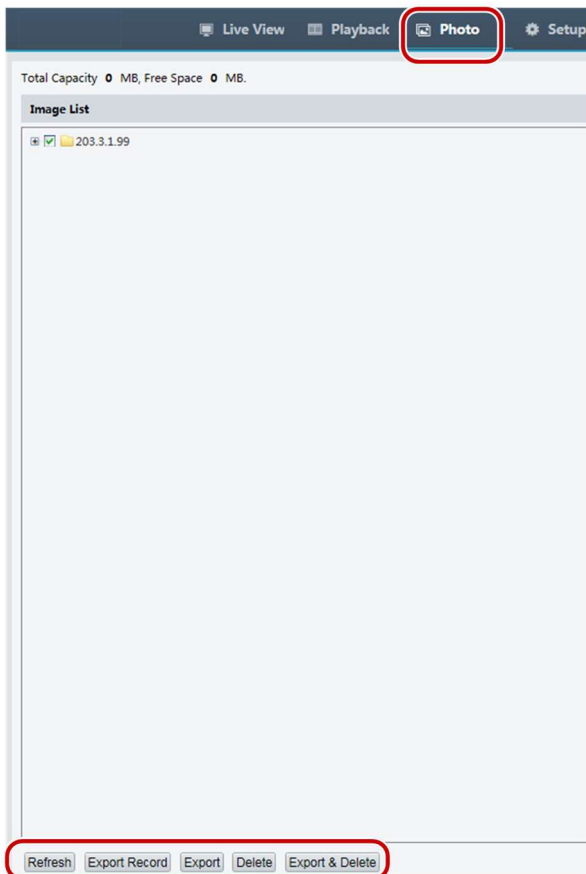 Live View Playback Photo Setup
Total Capacity 0 MB, Free Space 0 MB.
Image List
203.3.1.99
Refresh Export Record Export Delete Export & Delete